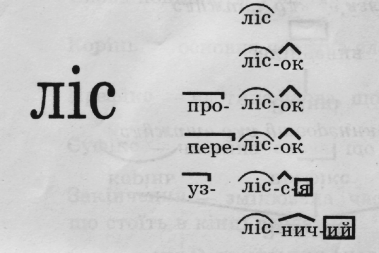 ліс
ліс-ок
про-ліс-ок
ліс
пере-ліс-ок
уз-ліс-с-я
ліс-нич-ий